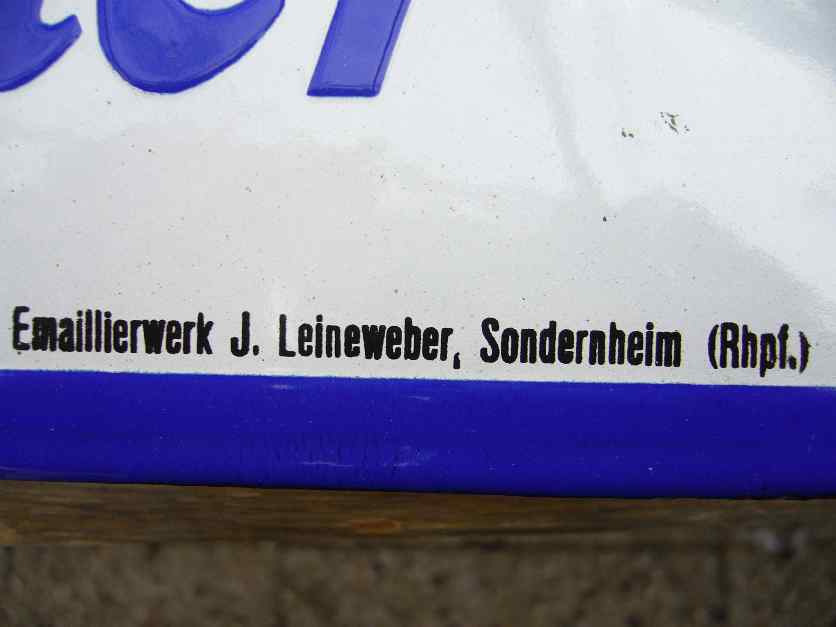 Emaillierwerk J. Leineweber, Sondernheim (Rhpf.)